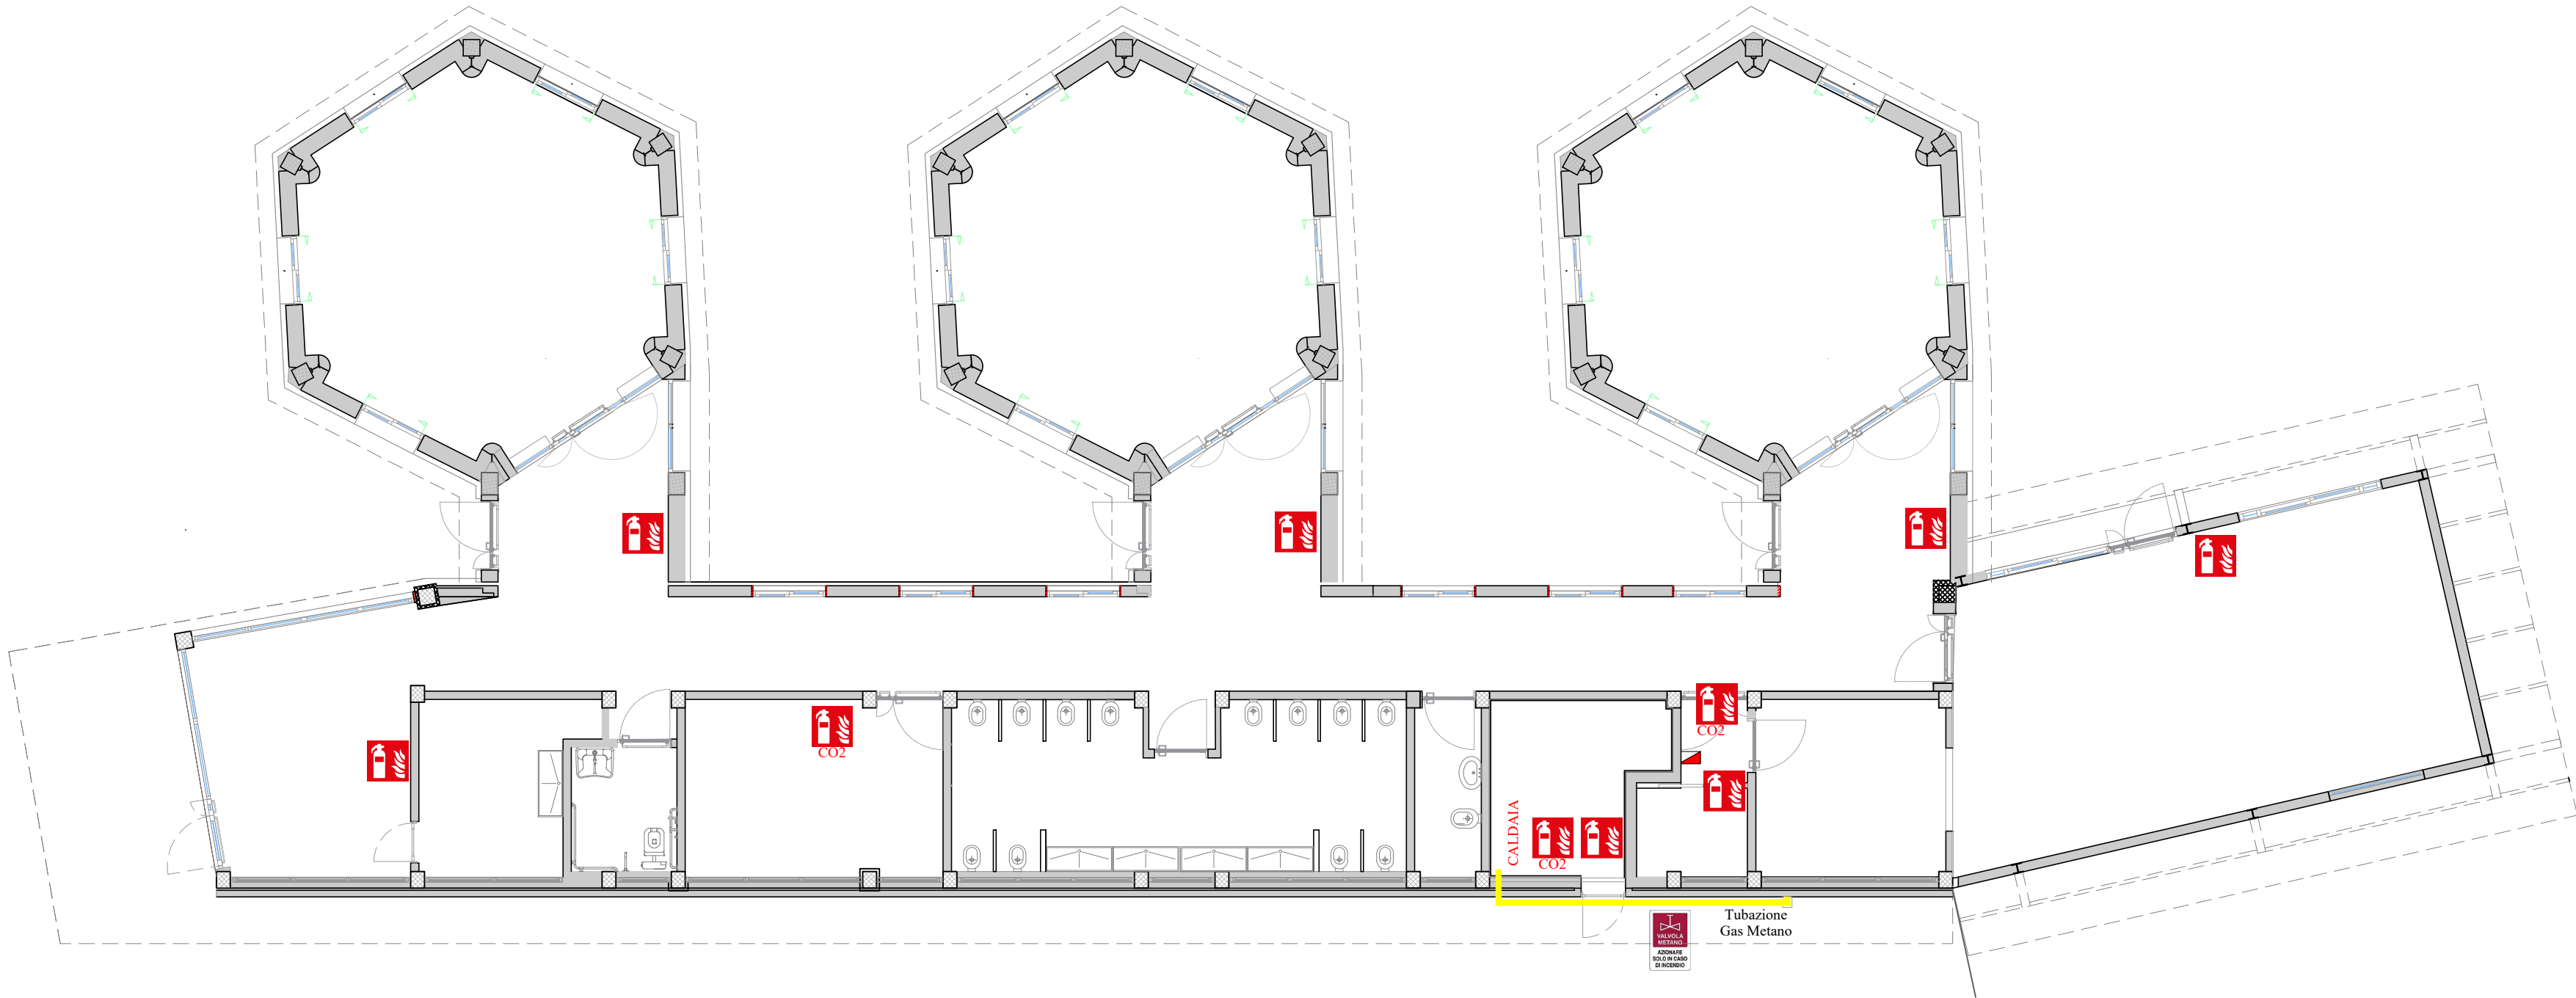 CO2
CO2
CALDAIA
CO2
Tubazione
Gas Metano
VALVOLA
METANO
AZIONARE
SOLO IN CASO
DI INCENDIO